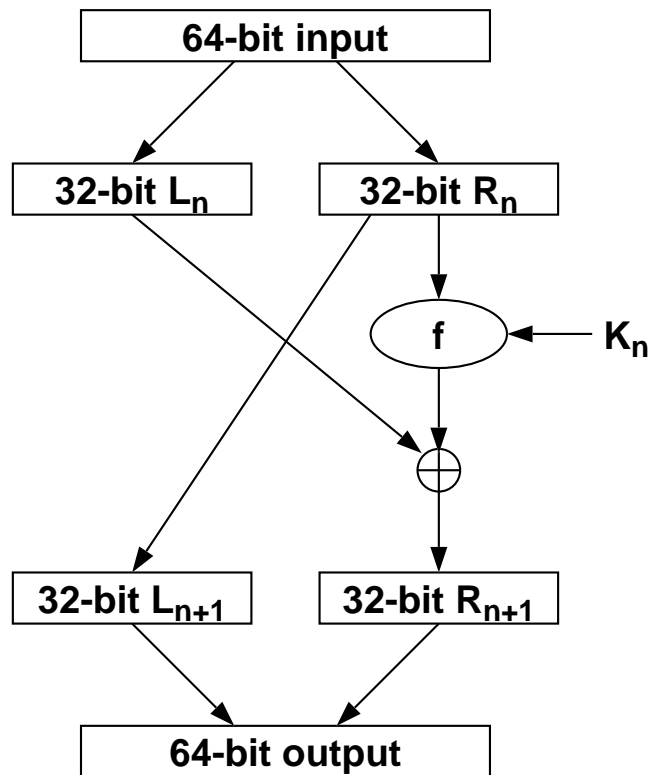 64-bit input
32-bit Lₙ
32-bit Rₙ
f
Kₙ
32-bit Lₙ₊₁
32-bit Rₙ₊₁
64-bit output